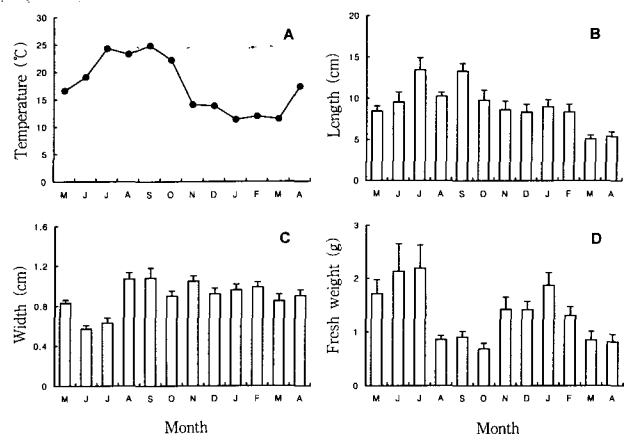 A
Temperature (℃)
30
25
20
15
10
5
0
M J J A S O N D J F M A
B
Length (cm)
20
15
10
5
0
M J J A S O N D J F M A
C
Width (cm)
1.6
1.2
0.8
0.4
0
M J J A S O N D J F M A
Month
D
Fresh weight (g)
3
2
1
0
M J J A S O N D J F M A
Month